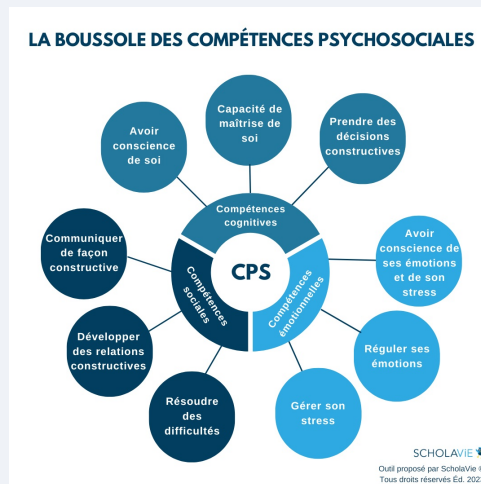 LA BOUSSOLE DES COMPÉTENCES PSYCHOSOCIALES
Capacité de
maîtrise de
soi
Prendre des
décisions
constructives
Avoir
conscience
de soi
Compétences
cognitives
Communiquer
de façon
constructive
Avoir
conscience de
ses émotions
et de son
stress
CPS
Compétences
sociales
Compétences
émotionnelles
Développer
des relations
constructives
Réguler ses
émotions
Résoudre
des
difficultés
Gérer son
stress
SCHOLAVIE
Outil proposé par ScholaVie ©
Tous droits réservés Éd. 202